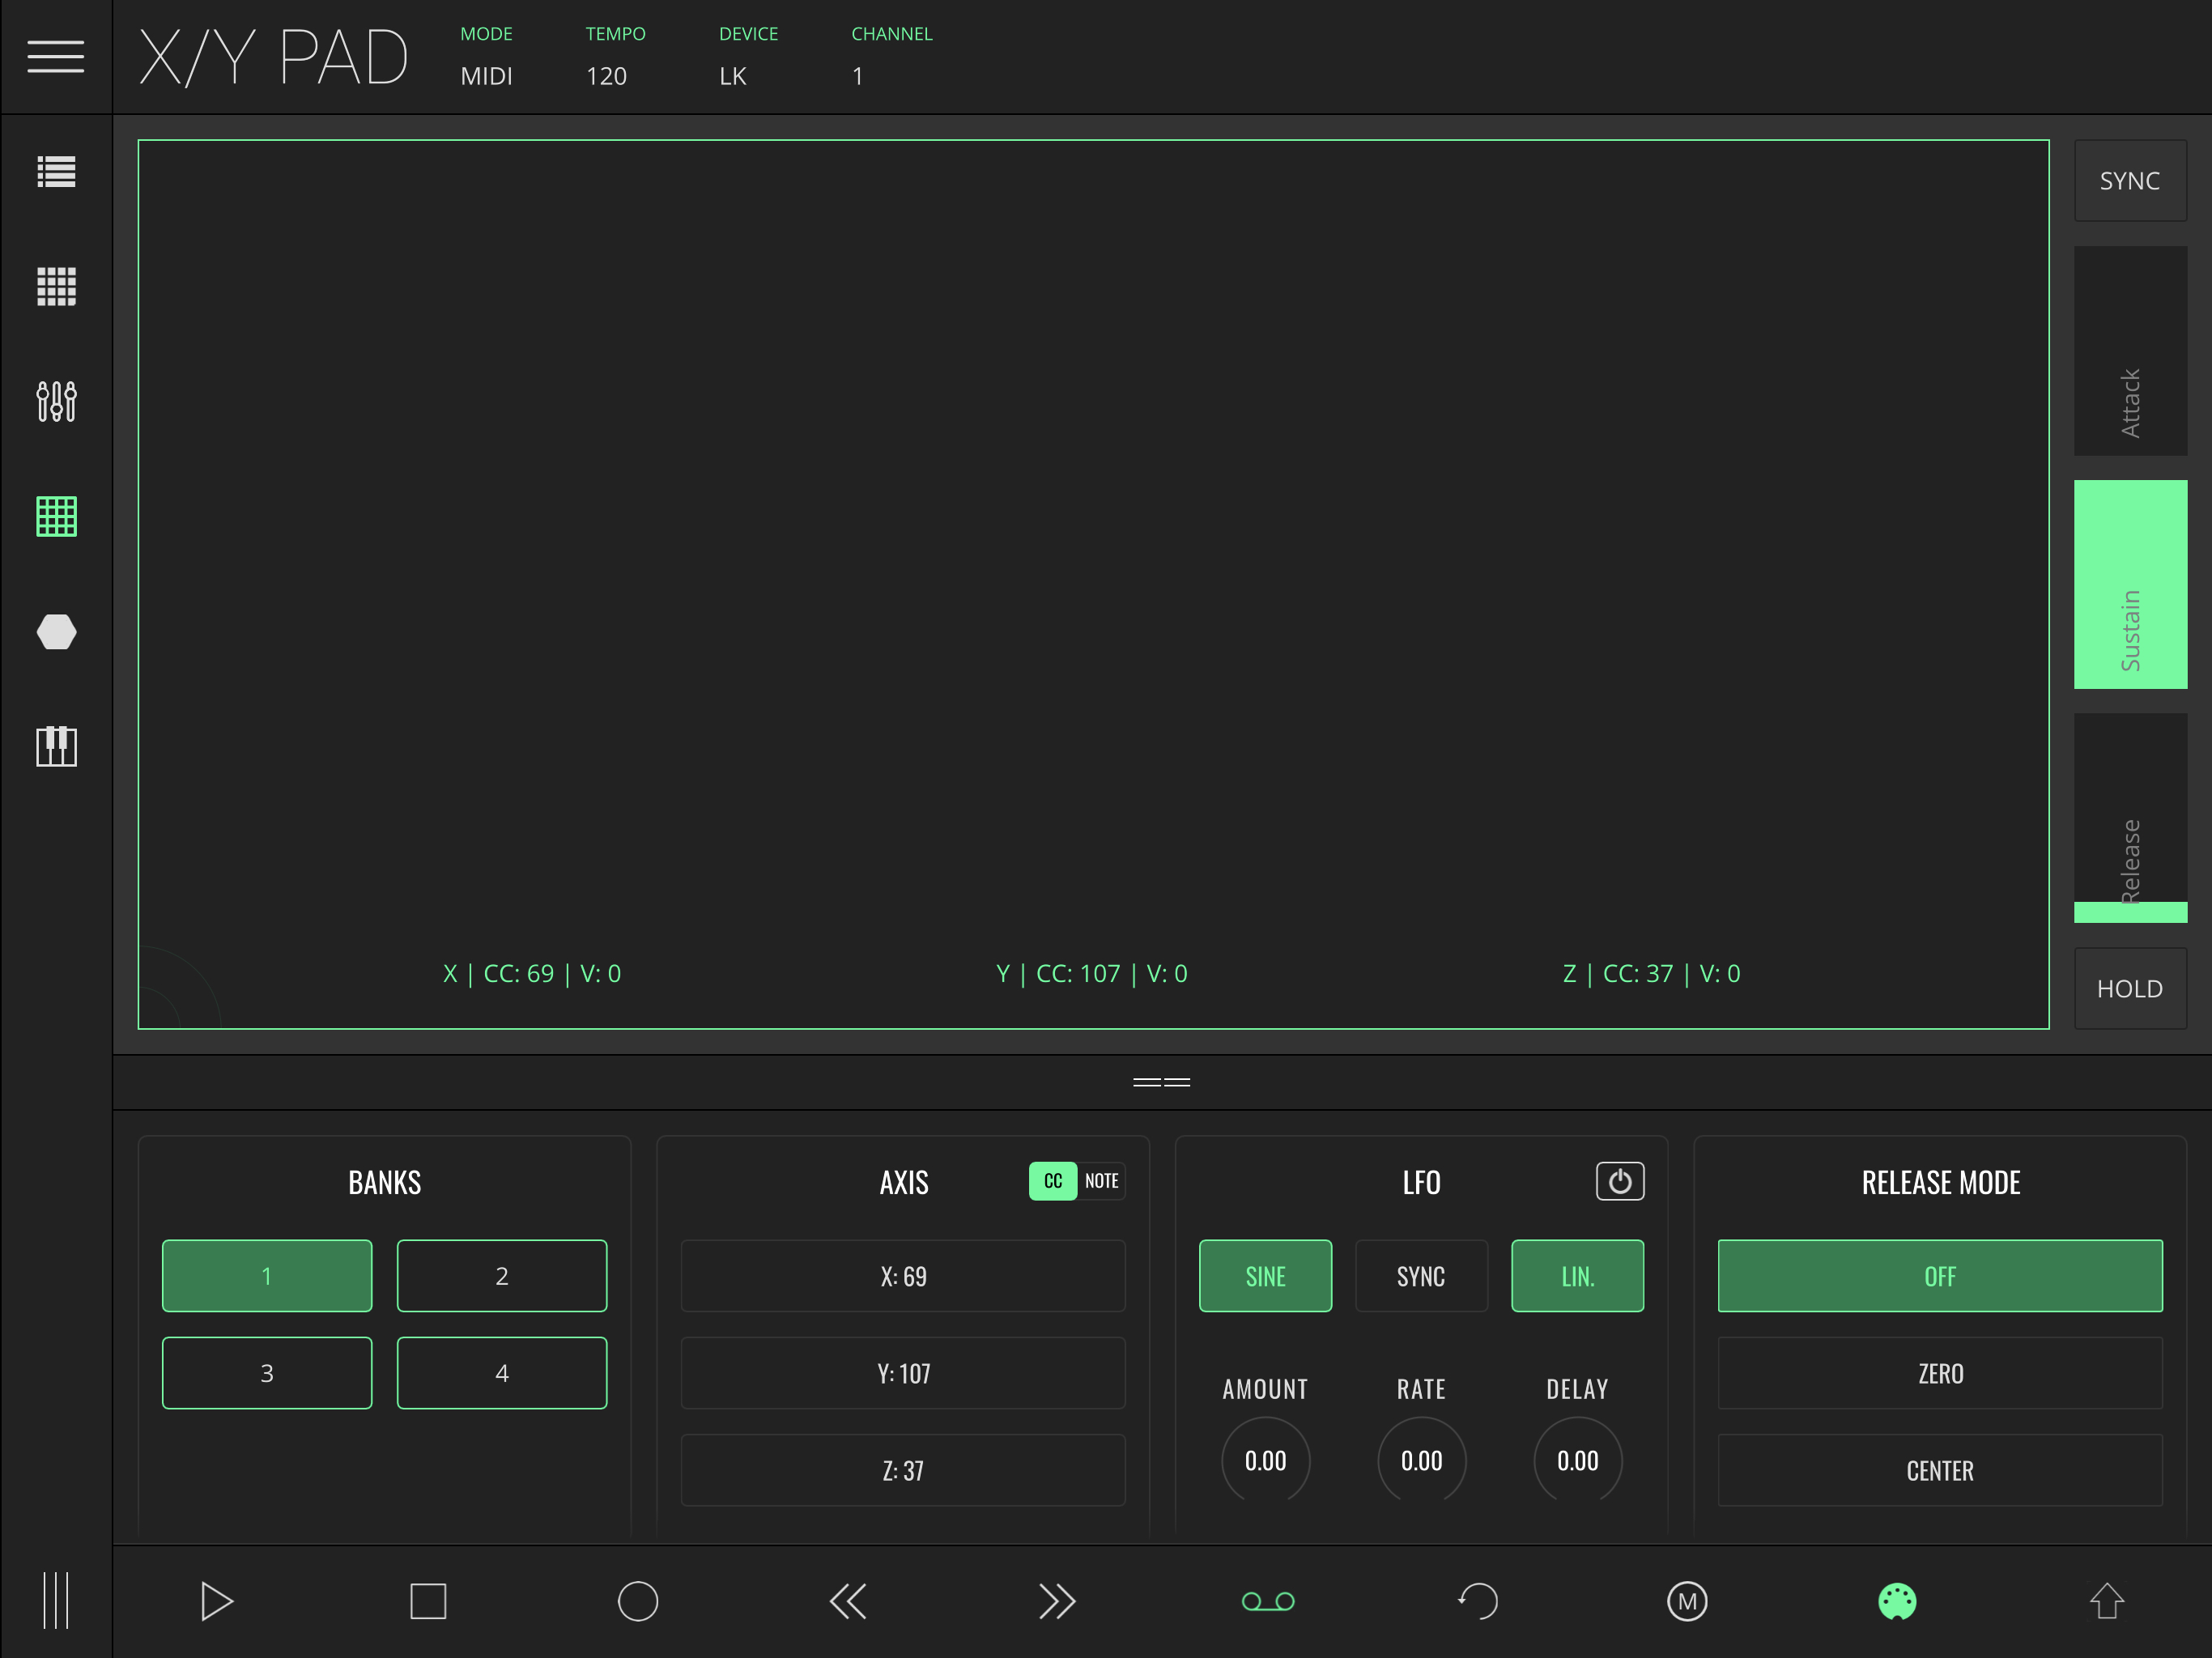 X/Y PAD
MODE TEMPO DEVICE CHANNEL
MIDI 120 LK 1
SYNC
Attack
Sustain
Release
X | CC: 69 | V: 0 Y | CC: 107 | V: 0 Z | CC: 37 | V: 0
HOLD
BANKS
1 2
3 4
AXIS CC NOTE
X: 69
Y: 107
Z: 37
LFO
SINE SYNC LIN.
AMOUNT RATE DELAY
0.00 0.00 0.00
RELEASE MODE
OFF
ZERO
CENTER
M